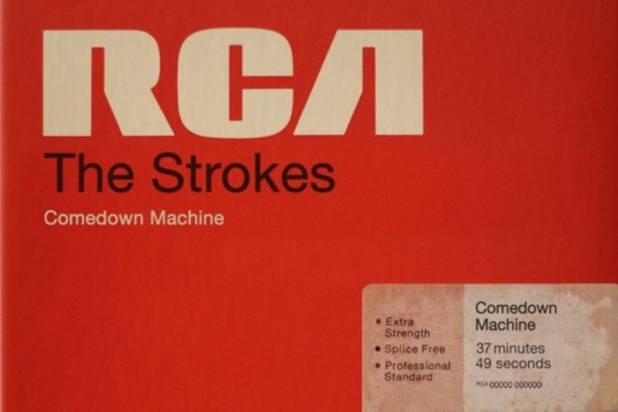 RCA
The Strokes
Comedown Machine
Extra
Strength
Splice Free
Professional
Standard
Comedown
Machine
37 minutes
49 seconds
RCA 00000 000000